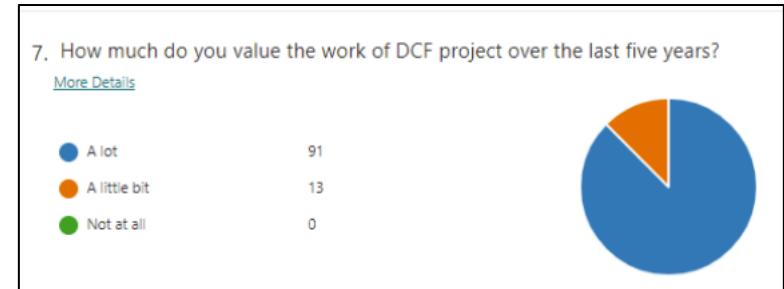 7. How much do you value the work of DCF project over the last five years?
More Details
A lot 91
A little bit 13
Not at all 0